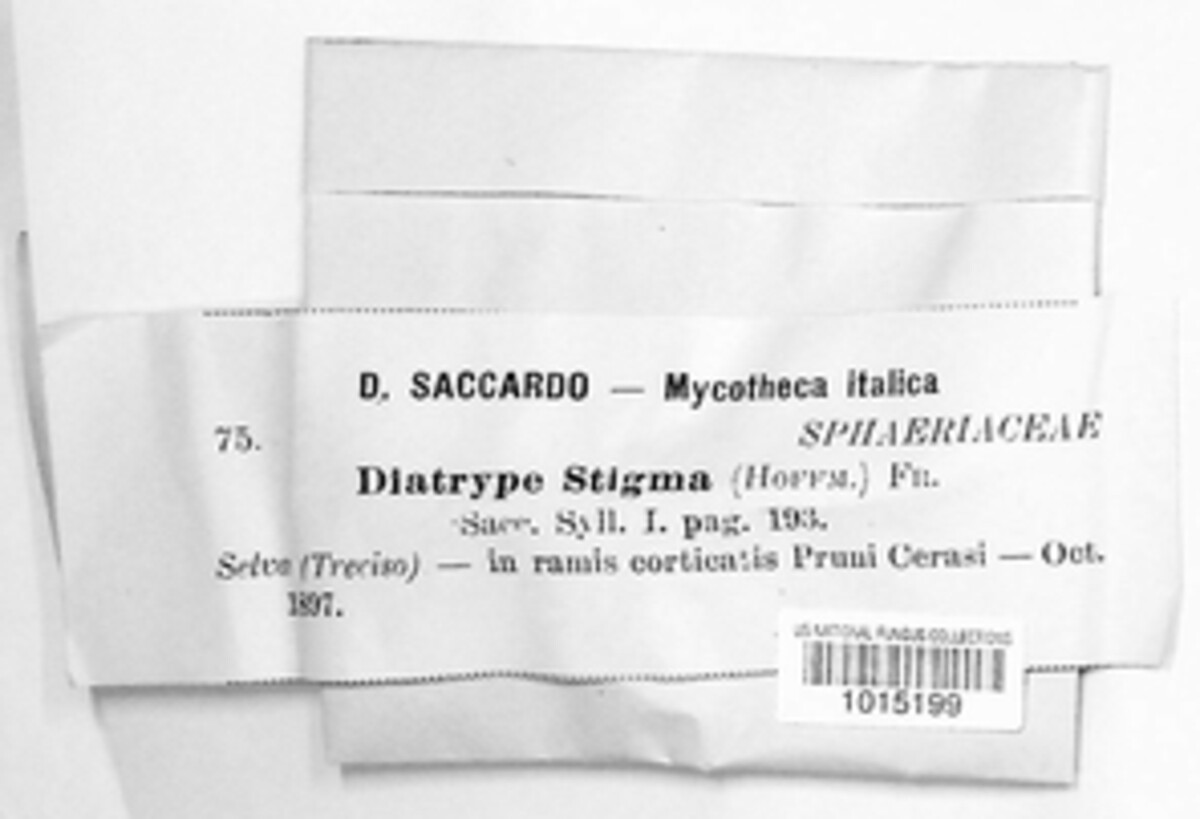 D. SACCARDO — Mycotheca italica
75.
SPHAERIACEAE
Diatrype Stigma (HOFFM.) FR.
Sacc. Syll. I. pag. 193.
Selva (Treviso) — in ramis corticatis Pruni Cerasi — Oct.
1897.
US NATIONAL FUNGUS COLLECTIONS
1015199